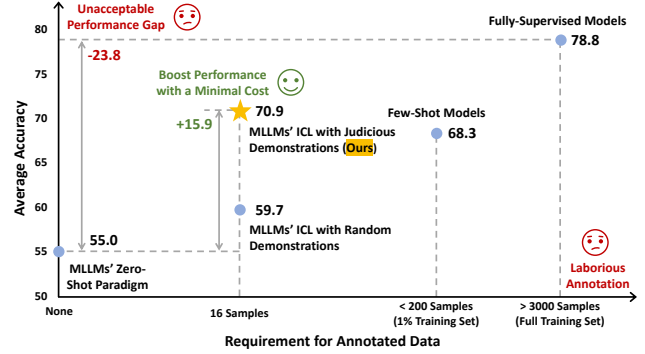 Unacceptable
Performance Gap
-23.8
Fully-Supervised Models
78.8
Boost Performance
with a Minimal Cost
+15.9
70.9
MLLMs' ICL with Judicious
Demonstrations (Ours)
Few-Shot Models
68.3
59.7
MLLMs' ICL with Random
Demonstrations
55.0
MLLMs' Zero-
Shot Paradigm
Laborious
Annotation
Average Accuracy
80
75
70
65
60
55
50
None
16 Samples
< 200 Samples
(1% Training Set)
> 3000 Samples
(Full Training Set)
Requirement for Annotated Data